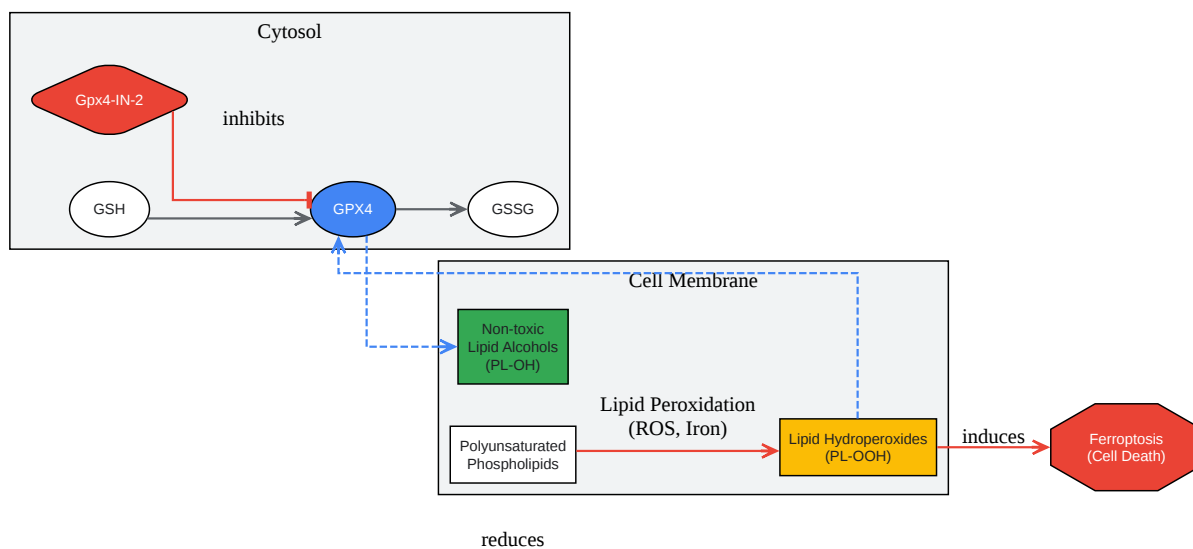 Cytosol
Gpx4-IN-2
inhibits
GSH
GPX4
GSSG
Cell Membrane
Non-toxic
Lipid Alcohols
(PL-OH)
Lipid Peroxidation
(ROS, Iron)
Polyunsaturated
Phospholipids
Lipid Hydroperoxides
(PL-OOH)
induces
Ferroptosis
(Cell Death)
reduces